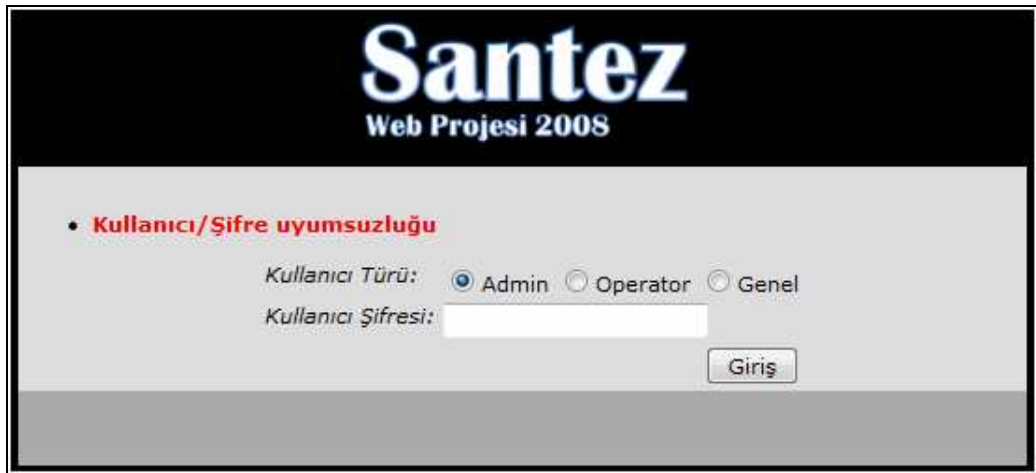 Santez
Web Projesi 2008
Kullanıcı/Şifre uyumsuzluğu
Kullanıcı Türü: Admin Operator Genel
Kullanıcı Şifresi:
Giriş